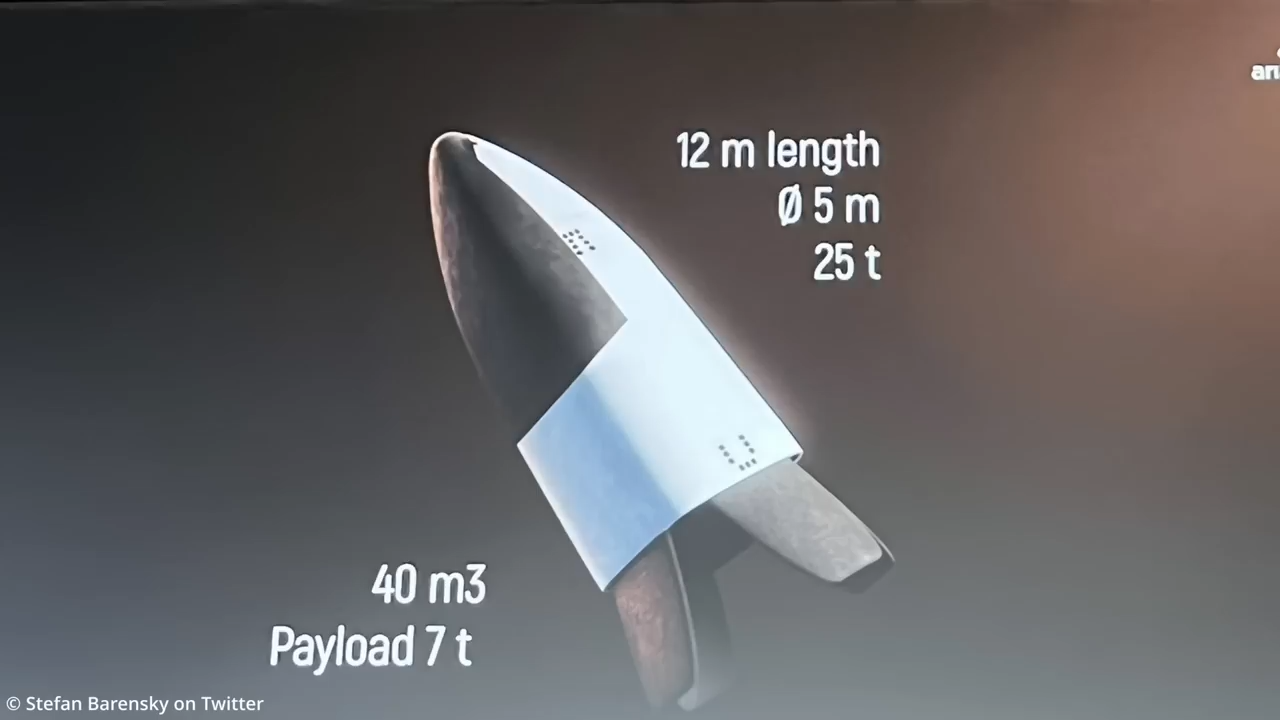 12 m length
Ø 5 m
25 t
40 m3
Payload 7 t
© Stefan Barensky on Twitter